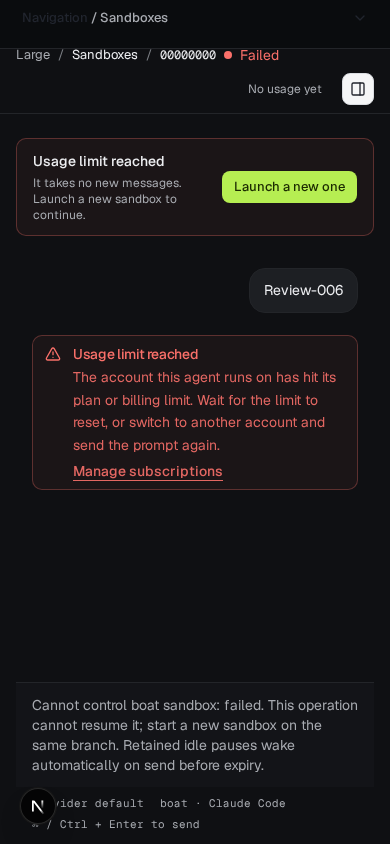 Navigation / Sandboxes
Large / Sandboxes / 00000000 Failed
No usage yet
Usage limit reached
It takes no new messages.
Launch a new sandbox to
continue.
Launch a new one
Review-006
Usage limit reached
The account this agent runs on has hit its
plan or billing limit. Wait for the limit to
reset, or switch to another account and
send the prompt again.
Manage subscriptions
Cannot control boat sandbox: failed. This operation
cannot resume it; start a new sandbox on the
same branch. Retained idle pauses wake
automatically on send before expiry.
N
vider default boat · Claude Code
/ Ctrl + Enter to send